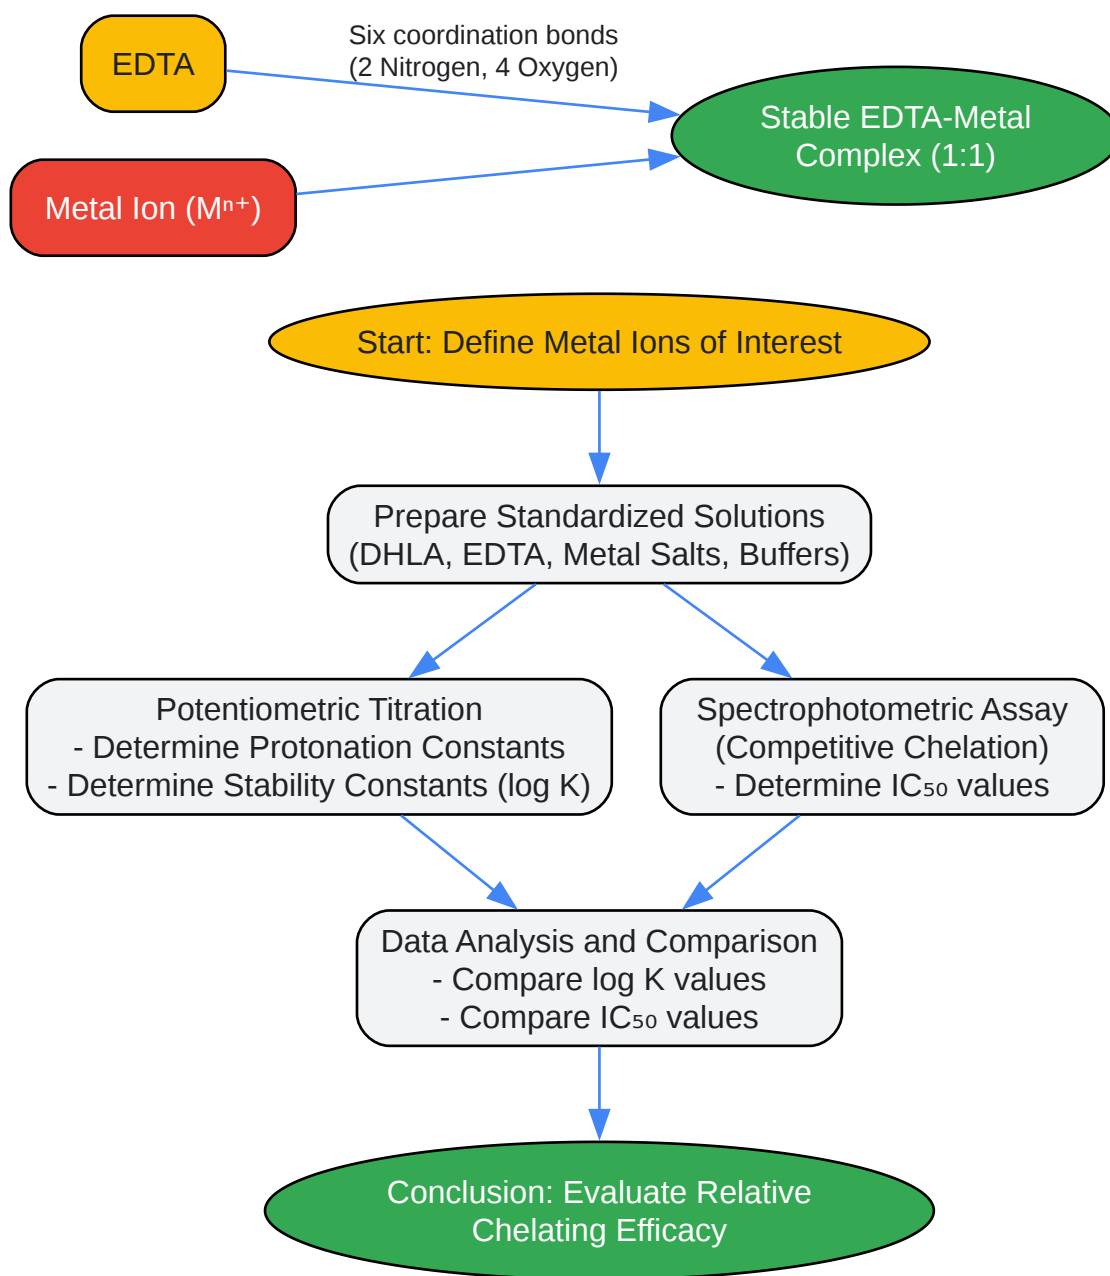 EDTA
Six coordination bonds
(2 Nitrogen, 4 Oxygen)
Stable EDTA-Metal
Complex (1:1)
Metal Ion (Mⁿ⁺)
Start: Define Metal Ions of Interest
Prepare Standardized Solutions
(DHLA, EDTA, Metal Salts, Buffers)
Potentiometric Titration
- Determine Protonation Constants
- Determine Stability Constants (log K)
Spectrophotometric Assay
(Competitive Chelation)
- Determine IC₅₀ values
Data Analysis and Comparison
- Compare log K values
- Compare IC₅₀ values
Conclusion: Evaluate Relative
Chelating Efficacy